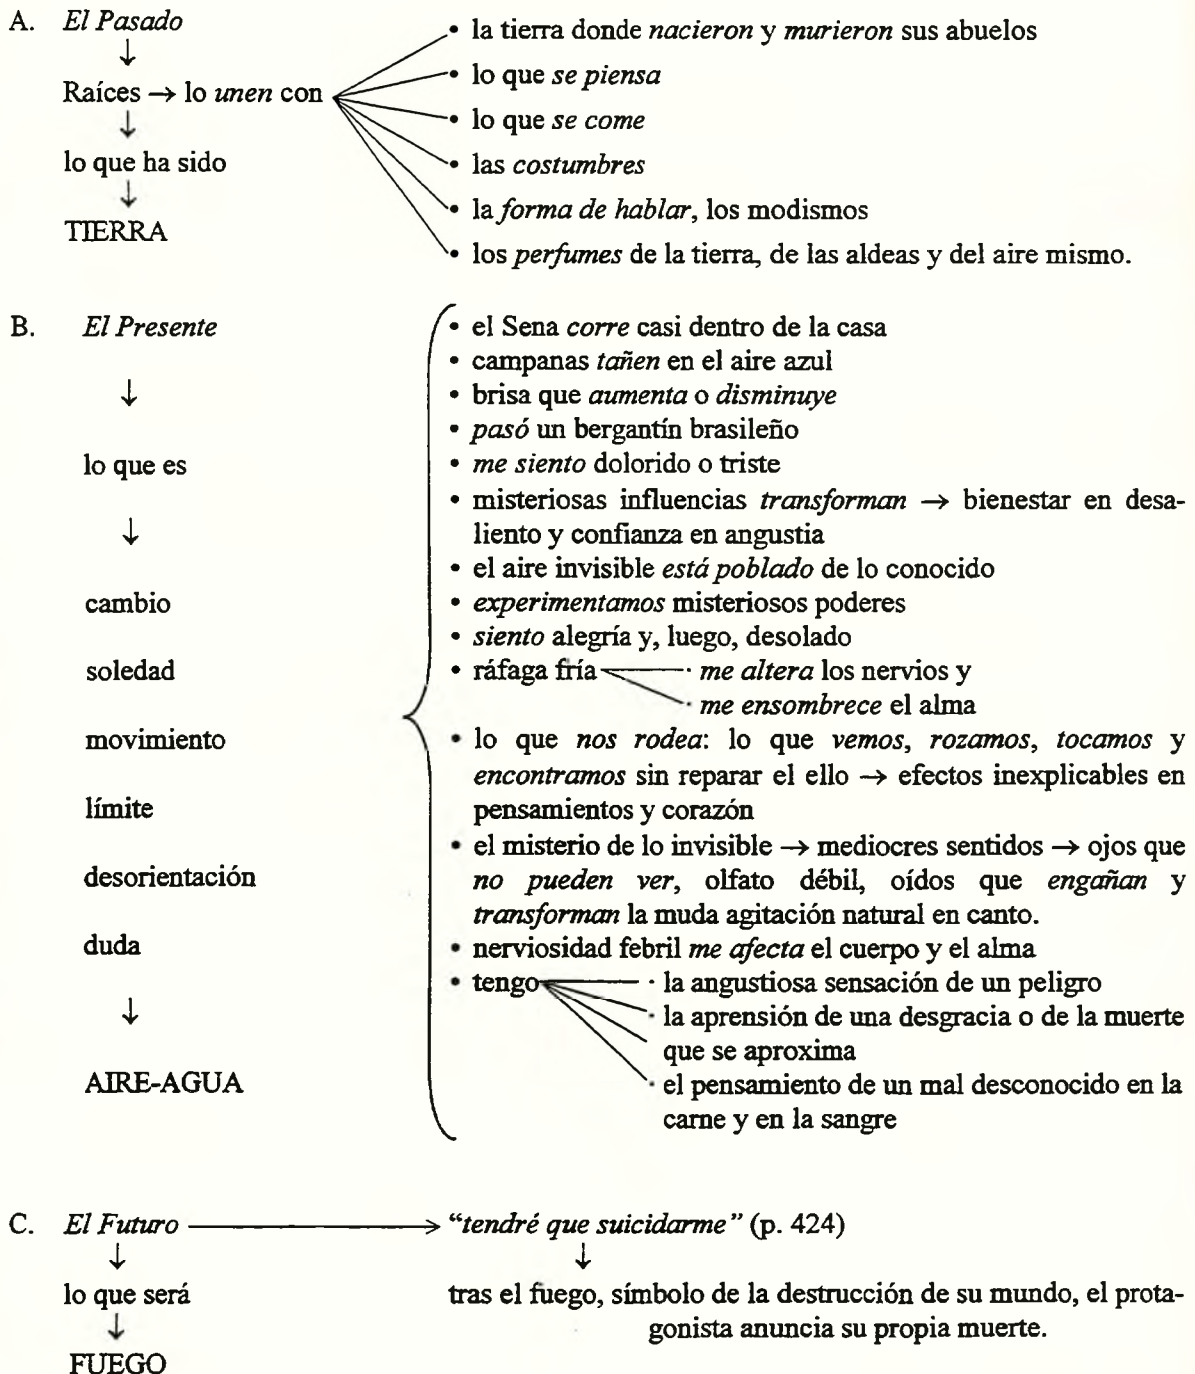 A. El Pasado
↓
Raíces → lo unen con
↓
lo que ha sido
↓
TIERRA
• la tierra donde nacieron y murieron sus abuelos
• lo que se piensa
• lo que se come
• las costumbres
• la forma de hablar, los modismos
• los perfumes de la tierra, de las aldeas y del aire mismo.
B. El Presente
↓
lo que es
↓
cambio
soledad
movimiento
límite
desorientación
duda
↓
AIRE-AGUA
• el Sena corre casi dentro de la casa
• campanas tañen en el aire azul
• brisa que aumenta o disminuye
• pasó un bergantín brasileño
• me siento dolorido o triste
• misteriosas influencias transforman → bienestar en desa-
liento y confianza en angustia
• el aire invisible está poblado de lo conocido
• experimentamos misteriosos poderes
• siento alegría y, luego, desolado
• ráfaga fría · me altera los nervios y
· me ensombrece el alma
• lo que nos rodea: lo que vemos, rozamos, tocamos y
encontramos sin reparar el ello → efectos inexplicables en
pensamientos y corazón
• el misterio de lo invisible → mediocres sentidos → ojos que
no pueden ver, olfato débil, oídos que engañan y
transforman la muda agitación natural en canto.
• nerviosidad febril me afecta el cuerpo y el alma
• tengo · la angustiosa sensación de un peligro
· la aprensión de una desgracia o de la muerte
que se aproxima
· el pensamiento de un mal desconocido en la
carne y en la sangre
C. El Futuro → "tendré que suicidarme" (p. 424)
↓
lo que será
↓
FUEGO
↓
tras el fuego, símbolo de la destrucción de su mundo, el prota-
gonista anuncia su propia muerte.